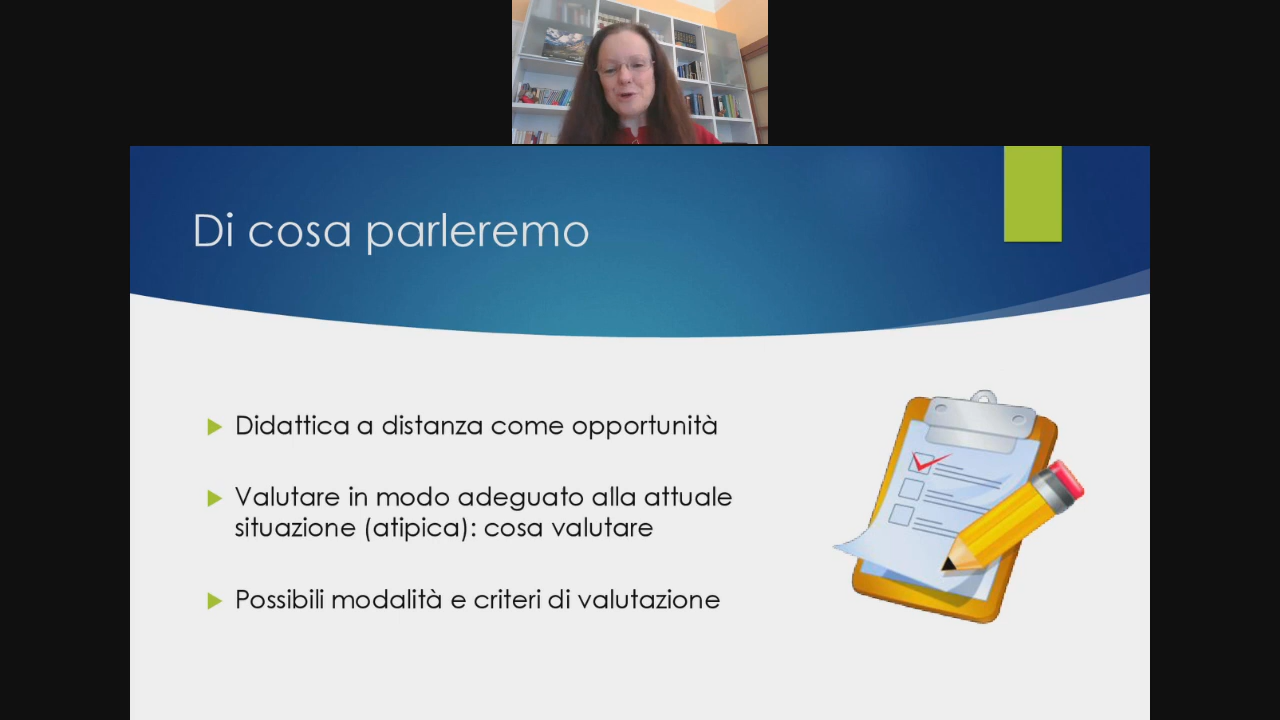 Di cosa parleremo
Didattica a distanza come opportunità
Valutare in modo adeguato alla attuale
situazione (atipica): cosa valutare
Possibili modalità e criteri di valutazione